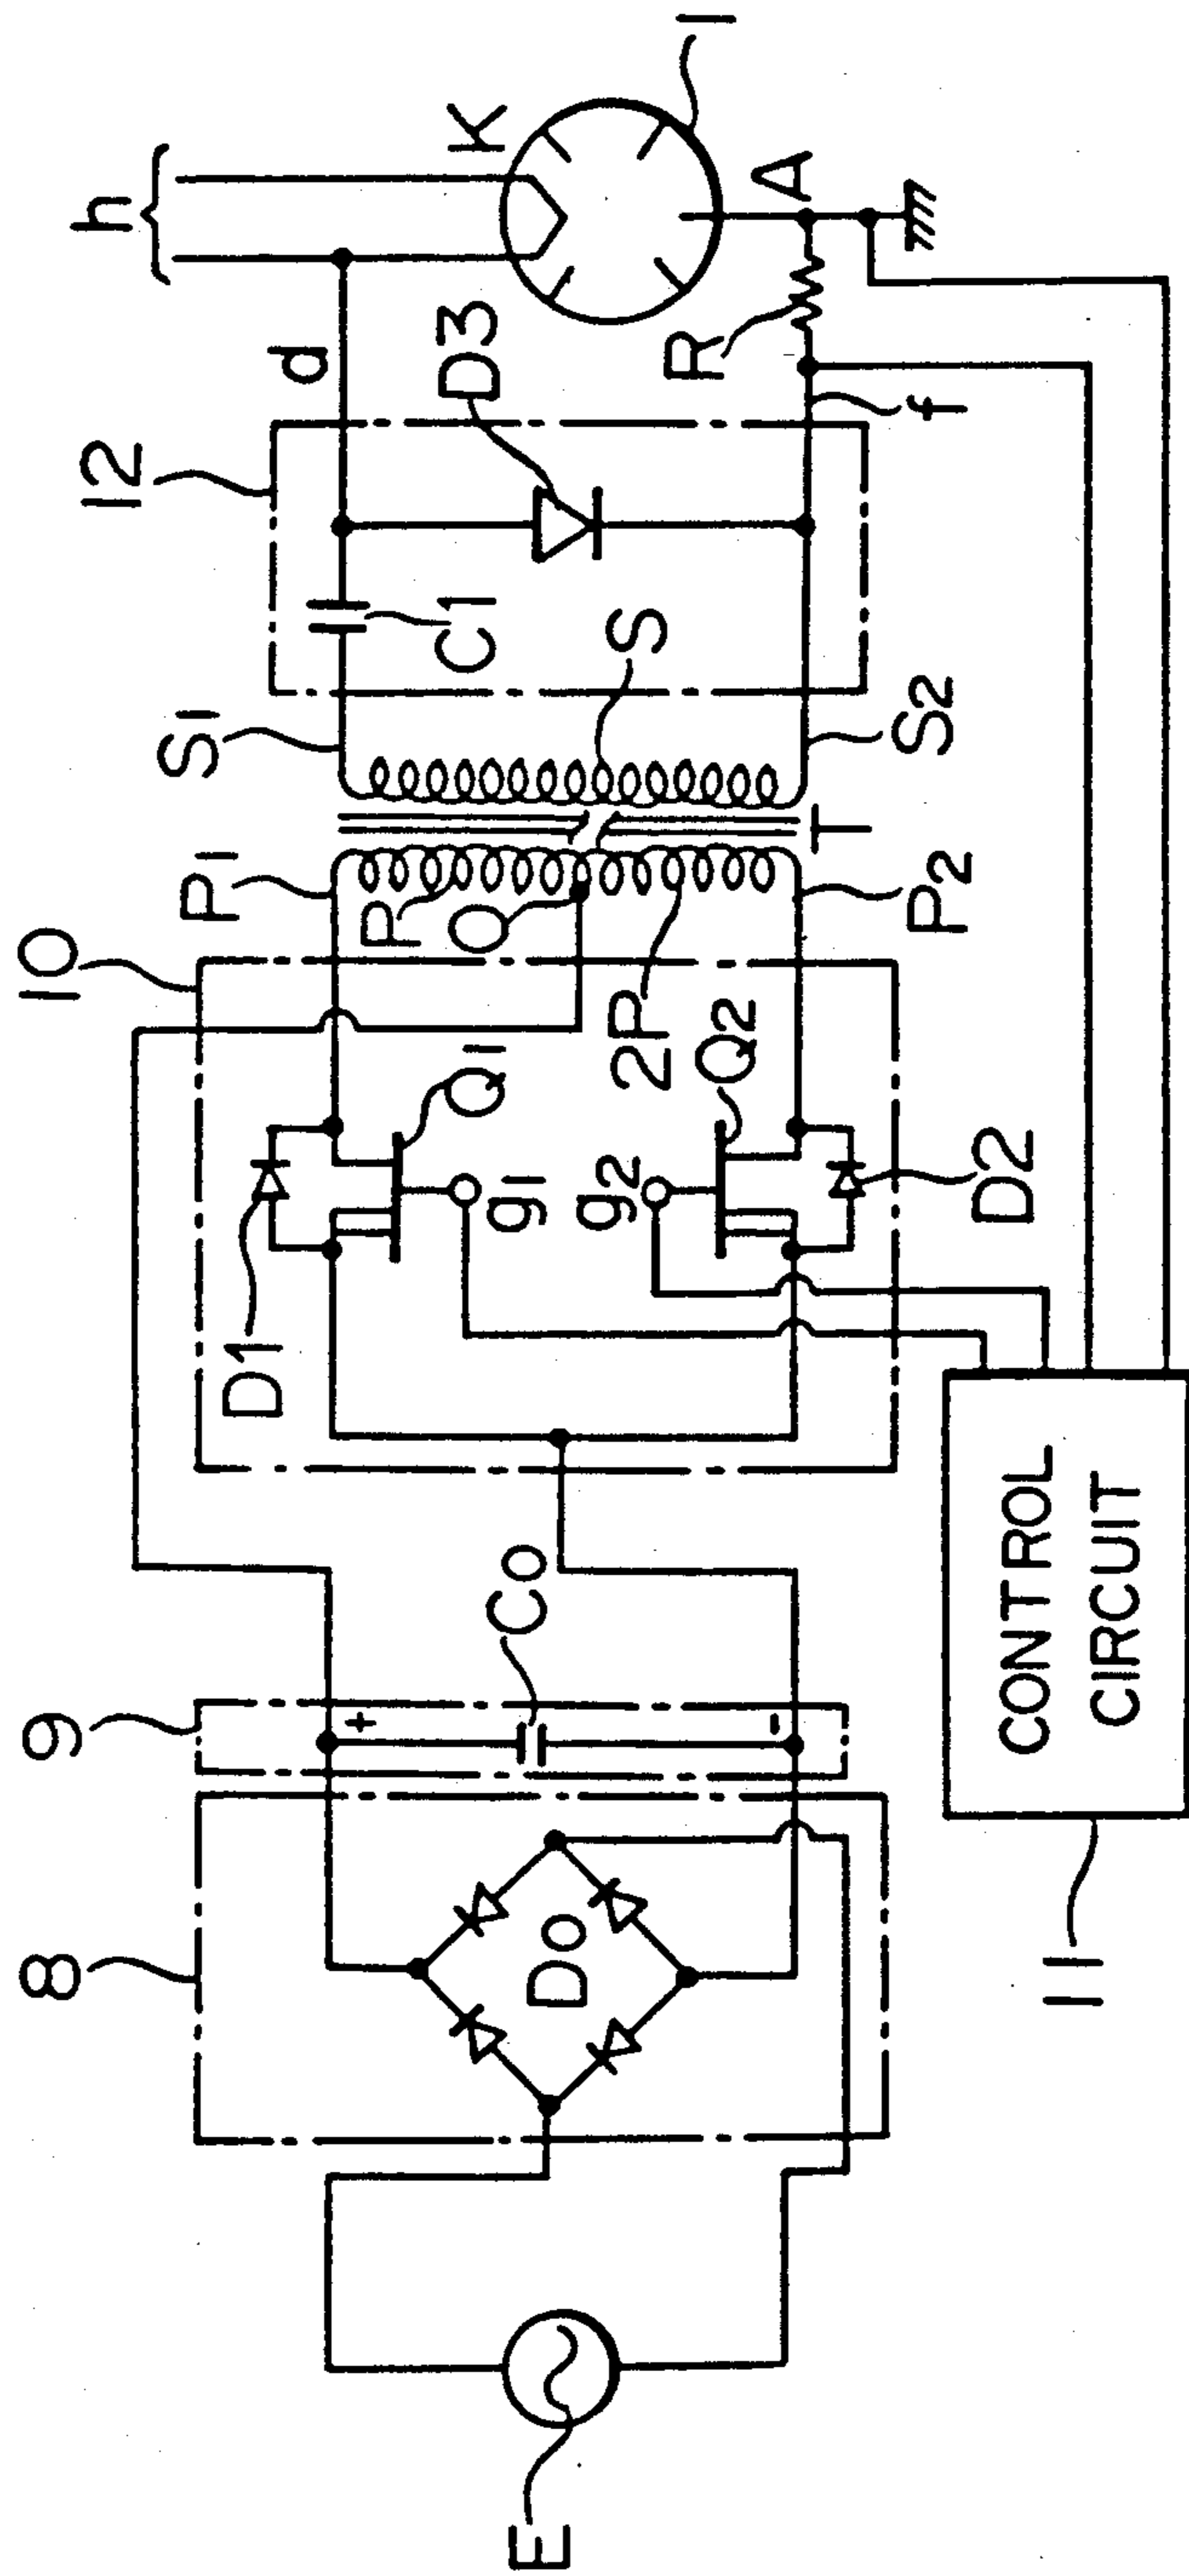 8
9
10
12
h
P1
S1
d
K
1
D1
Q1
P
O
S
C1
D3
R
A
E
Do
+
Co
-
g1
g2
2P
Q2
D2
P2
T
S2
f
11
CONTROL
CIRCUIT